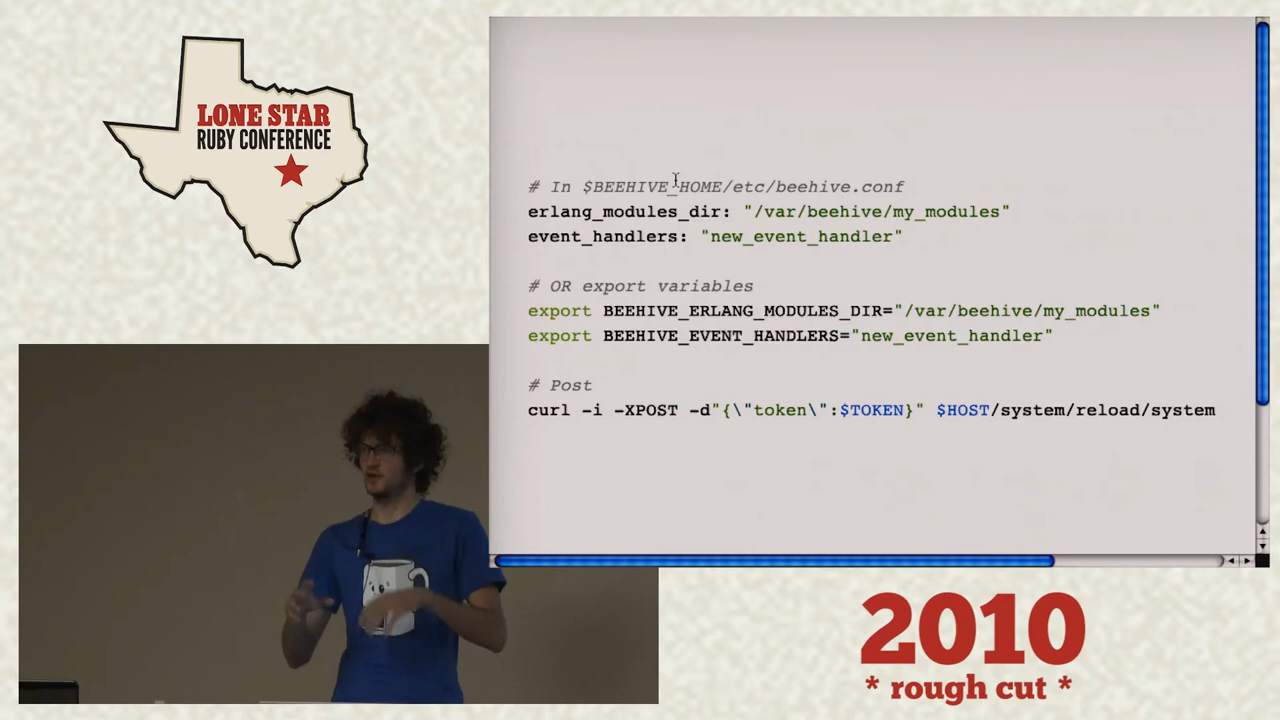 LONE STAR
RUBY CONFERENCE
# In $BEEHIVE_HOME/etc/beehive.conf
erlang_modules_dir: "/var/beehive/my_modules"
event_handlers: "new_event_handler"
# OR export variables
export BEEHIVE_ERLANG_MODULES_DIR="/var/beehive/my_modules"
export BEEHIVE_EVENT_HANDLERS="new_event_handler"
# Post
curl -i -XPOST -d"{\"token\":$TOKEN}" $HOST/system/reload/system
2010
* rough cut *